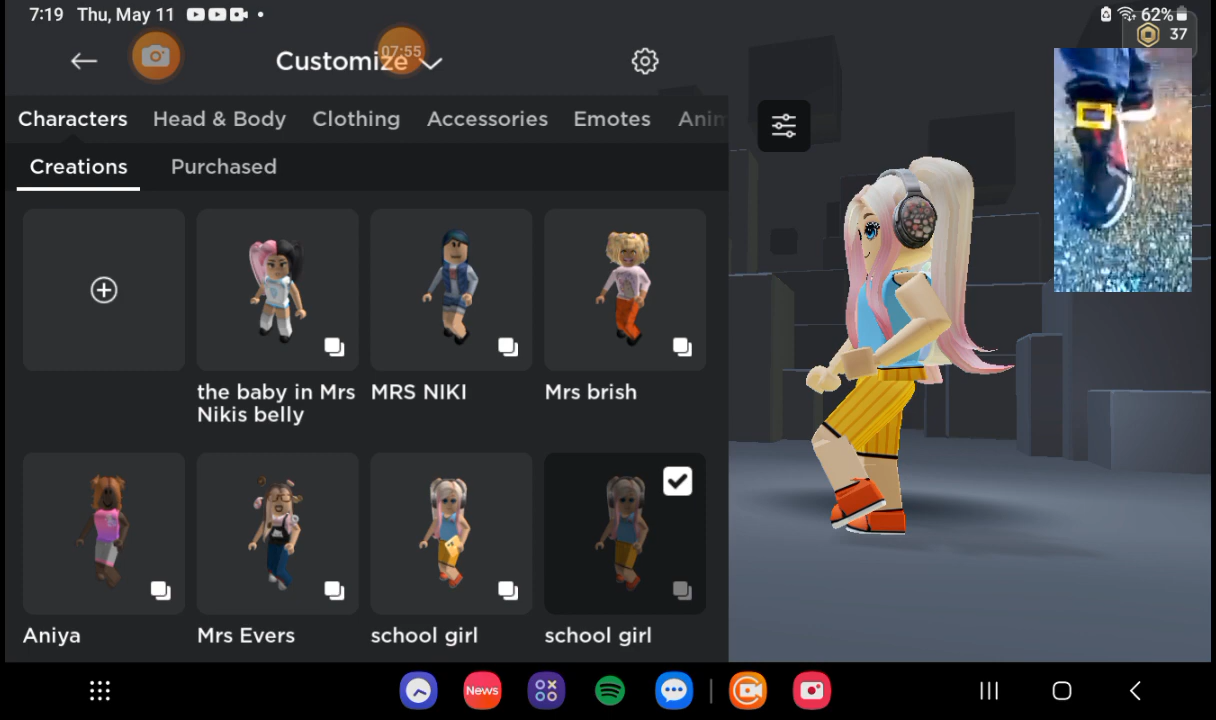 7:19 Thu, May 11 62%
37
07:55
Customize
Characters Head & Body Clothing Accessories Emotes Anim
Creations Purchased
the baby in Mrs MRS NIKI Mrs brish
Nikis belly
Aniya Mrs Evers school girl school girl
News